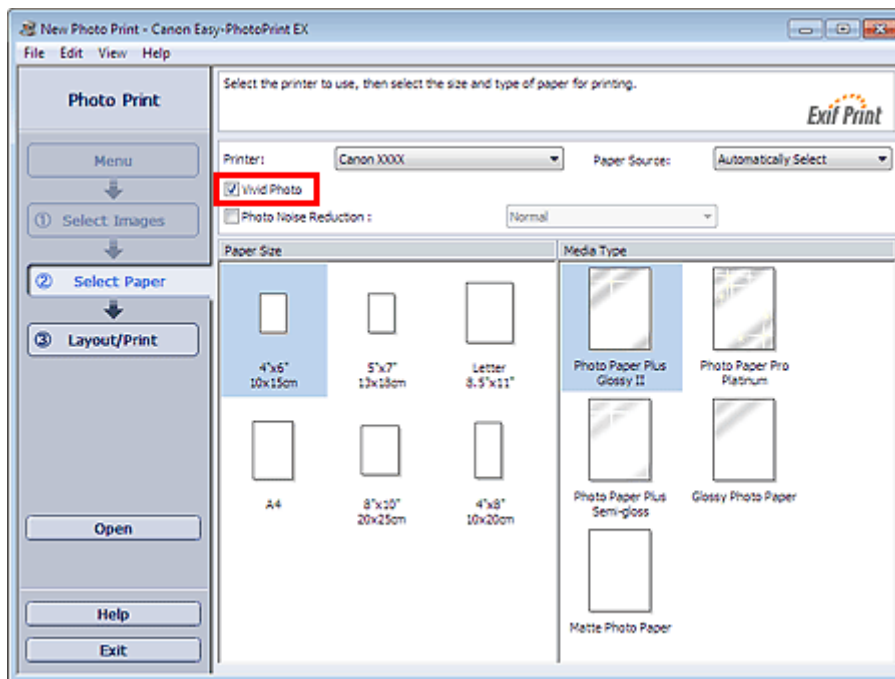 New Photo Print - Canon Easy-PhotoPrint EX
File Edit View Help
Photo Print
Select the printer to use, then select the size and type of paper for printing.
Exif Print
Menu
① Select Images
② Select Paper
③ Layout/Print
Open
Help
Exit
Printer: Canon XXXX Paper Source: Automatically Select
Vivid Photo
Photo Noise Reduction : Normal
Paper Size
4"x6"
10x15cm
5"x7"
13x18cm
Letter
8.5"x11"
A4
8"x10"
20x25cm
4"x8"
10x20cm
Media Type
Photo Paper Plus
Glossy II
Photo Paper Pro
Platinum
Photo Paper Plus
Semi-gloss
Glossy Photo Paper
Matte Photo Paper